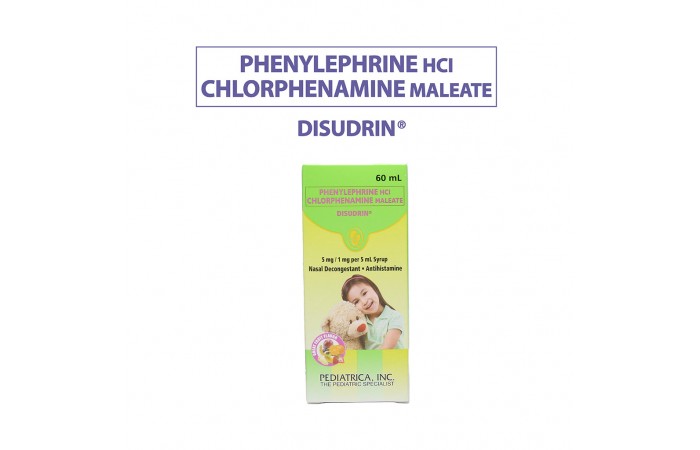 PHENYLEPHRINE HCl
CHLORPHENAMINE MALEATE
DISUDRIN®
60 mL
PHENYLEPHRINE HCl
CHLORPHENAMINE MALEATE
DISUDRIN®
5 mg / 1 mg per 5 mL Syrup
Nasal Decongestant • Antihistamine
PEDIATRICA, INC.
THE PEDIATRIC SPECIALIST